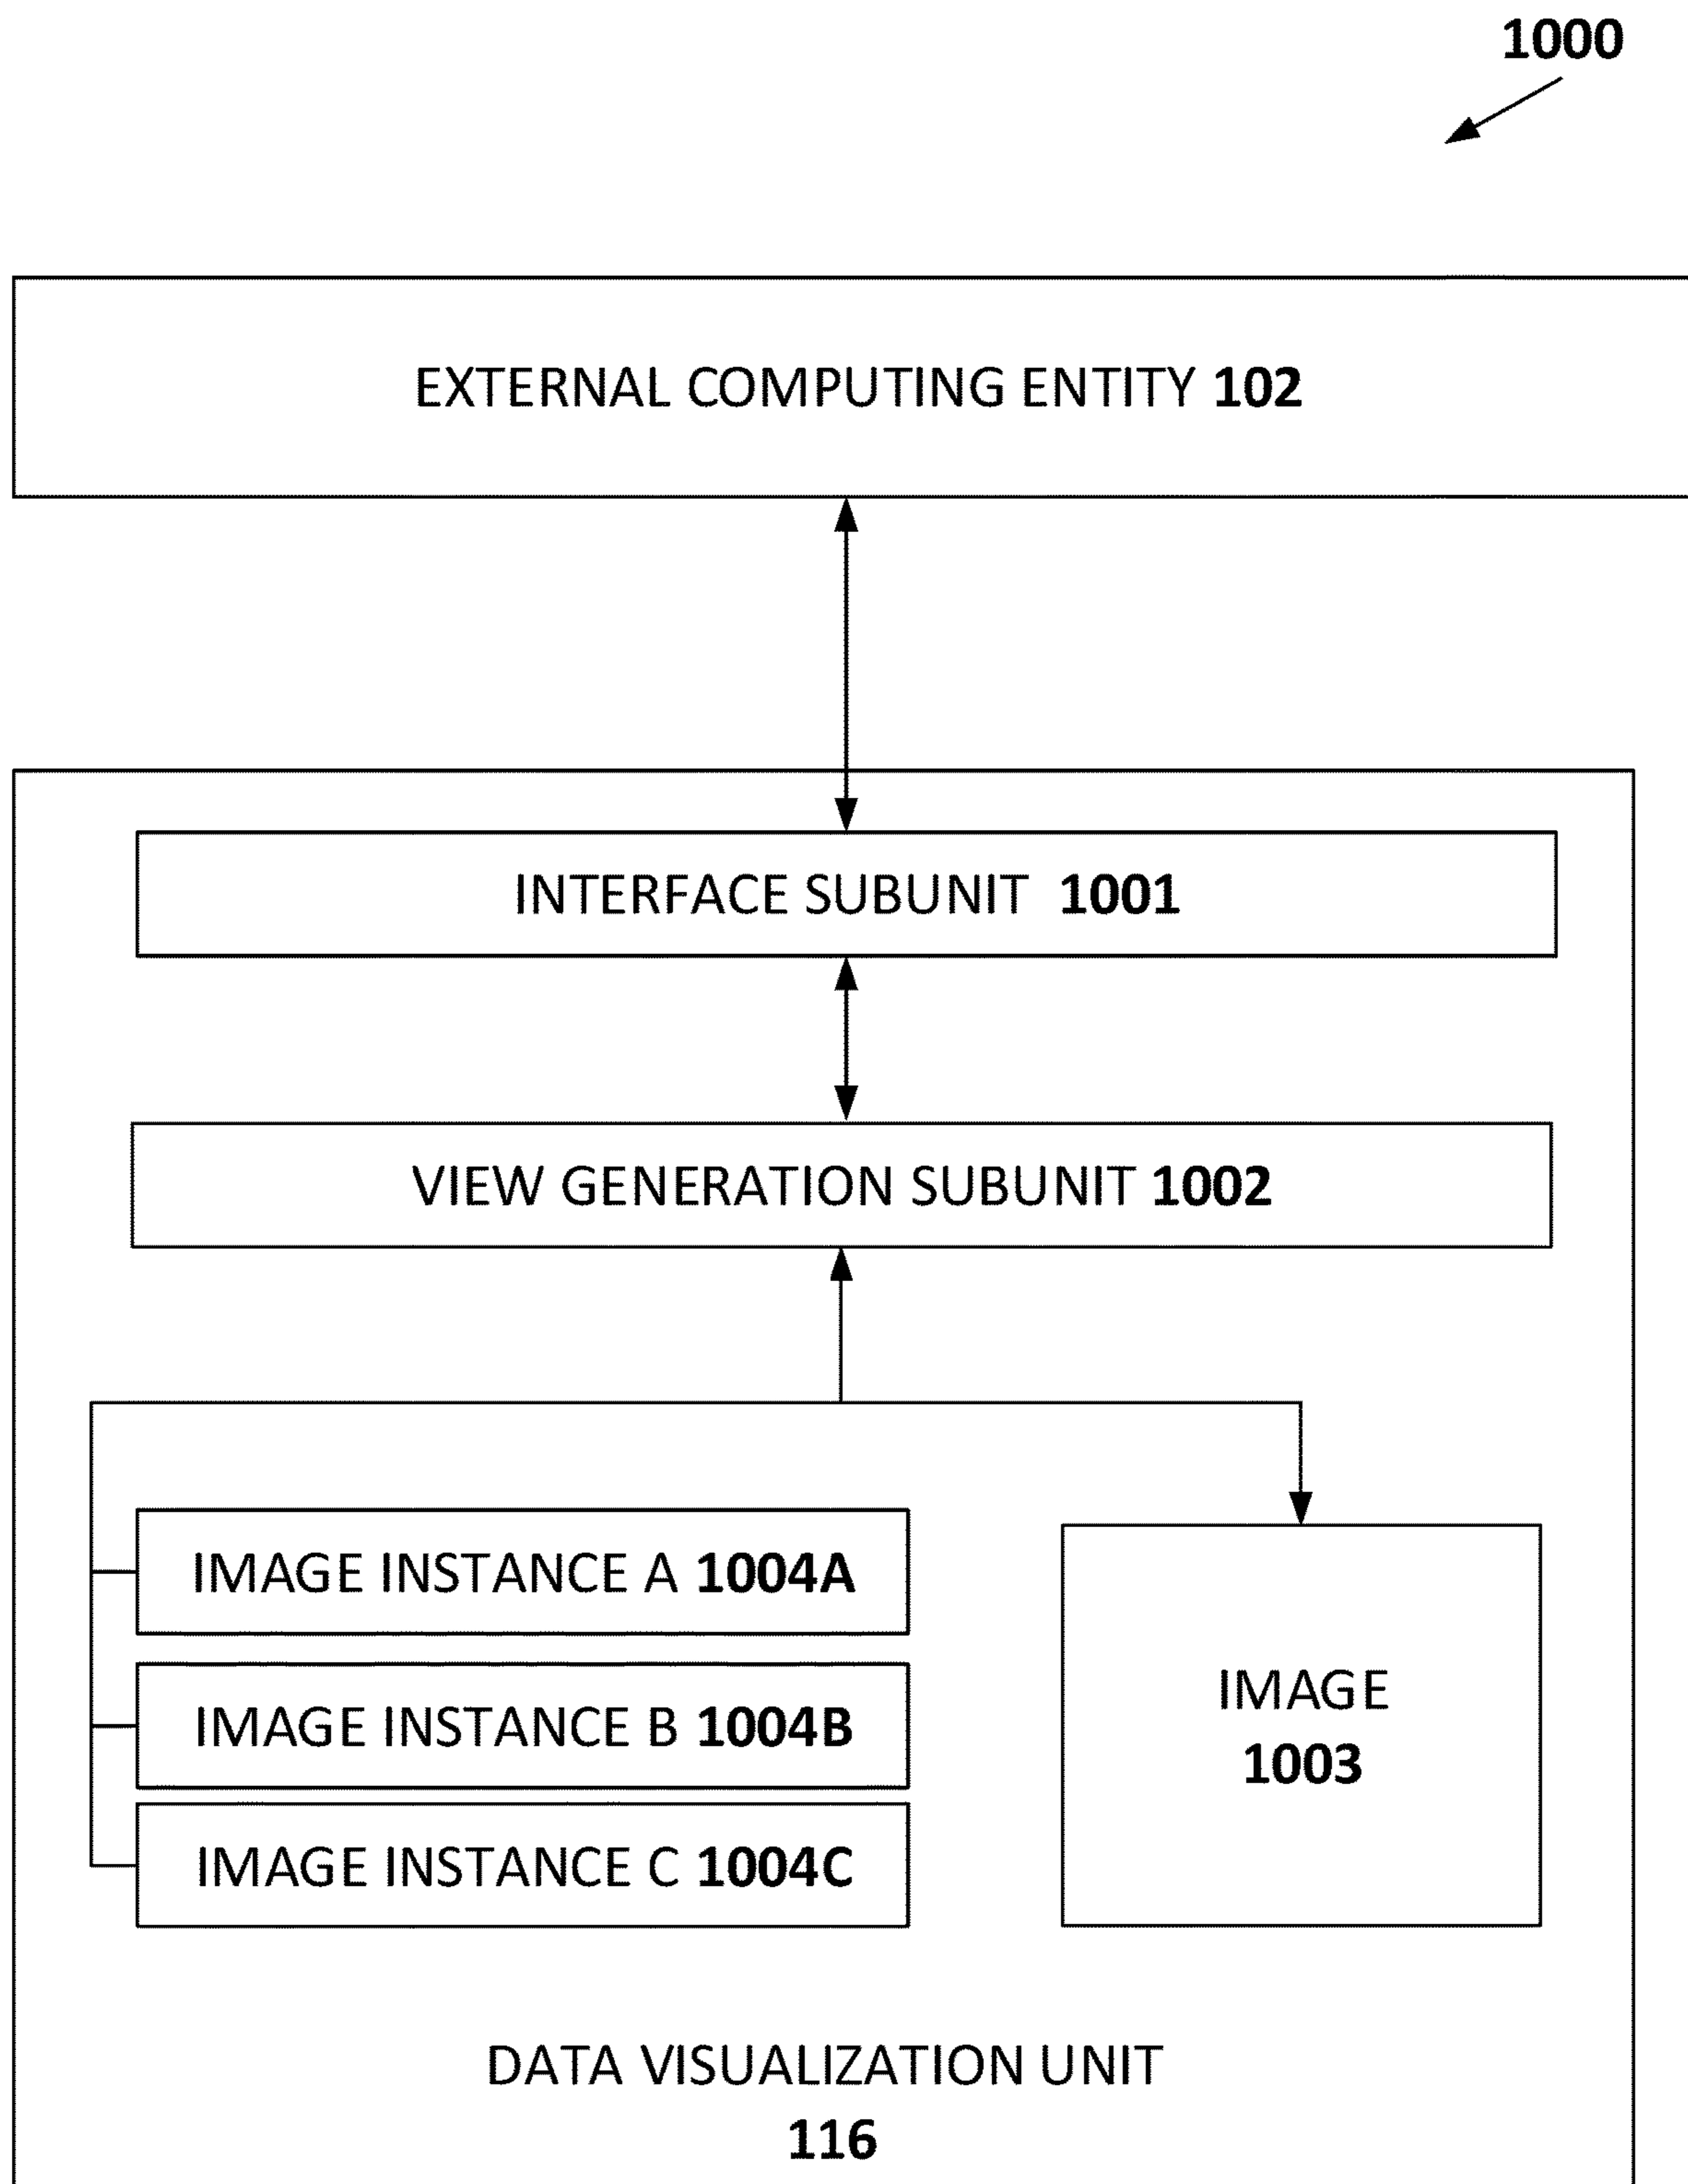 1000
EXTERNAL COMPUTING ENTITY 102
INTERFACE SUBUNIT 1001
VIEW GENERATION SUBUNIT 1002
IMAGE INSTANCE A 1004A
IMAGE INSTANCE B 1004B
IMAGE INSTANCE C 1004C
IMAGE
1003
DATA VISUALIZATION UNIT
116